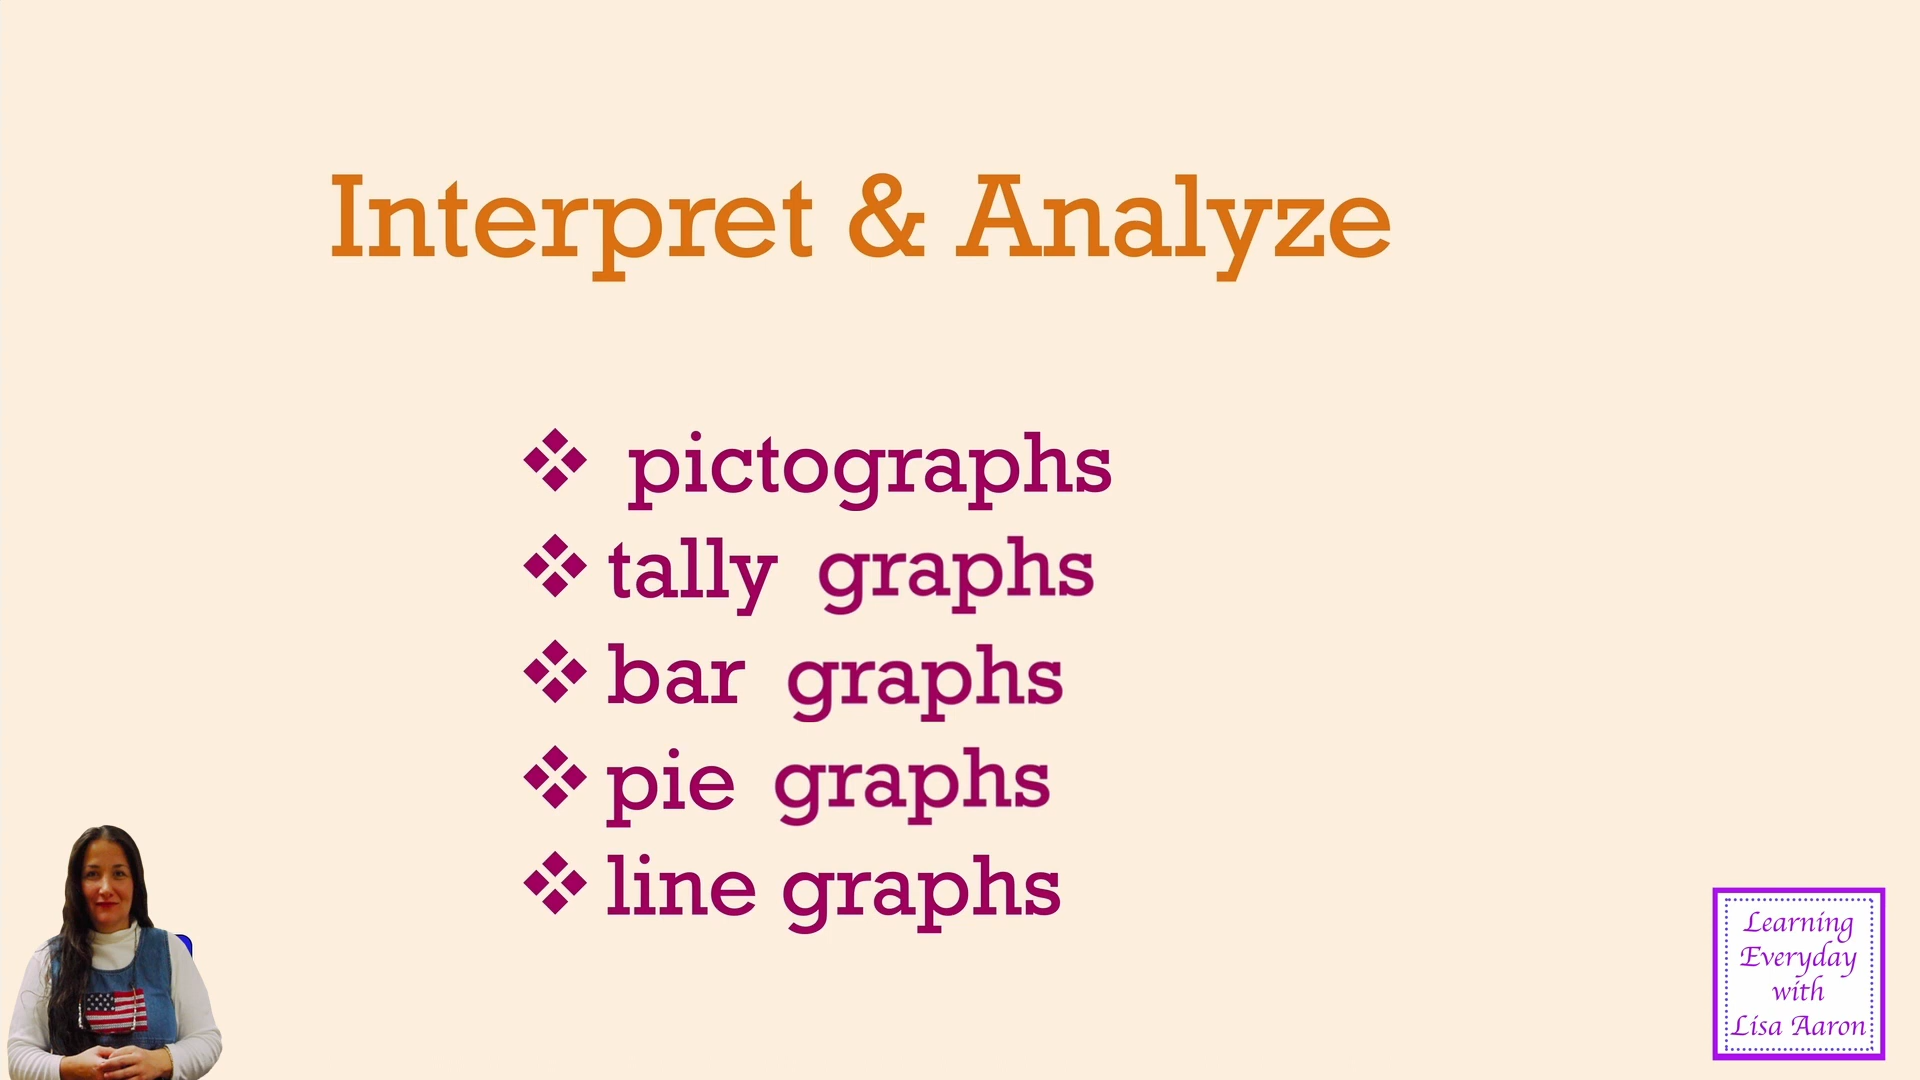 Interpret & Analyze
❖ pictographs
❖ tally graphs
❖ bar graphs
❖ pie graphs
❖ line graphs
Learning
Everyday
with
Lisa Aaron